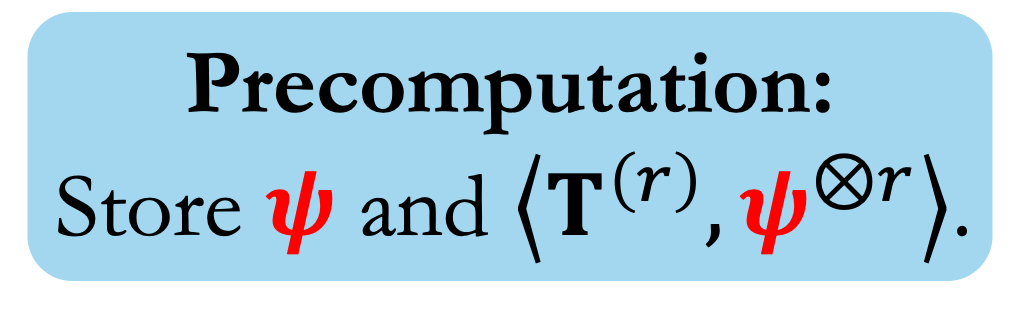 Precomputation:
Store ψ and ⟨T⁽ʳ⁾, ψ^{⊗r}⟩.